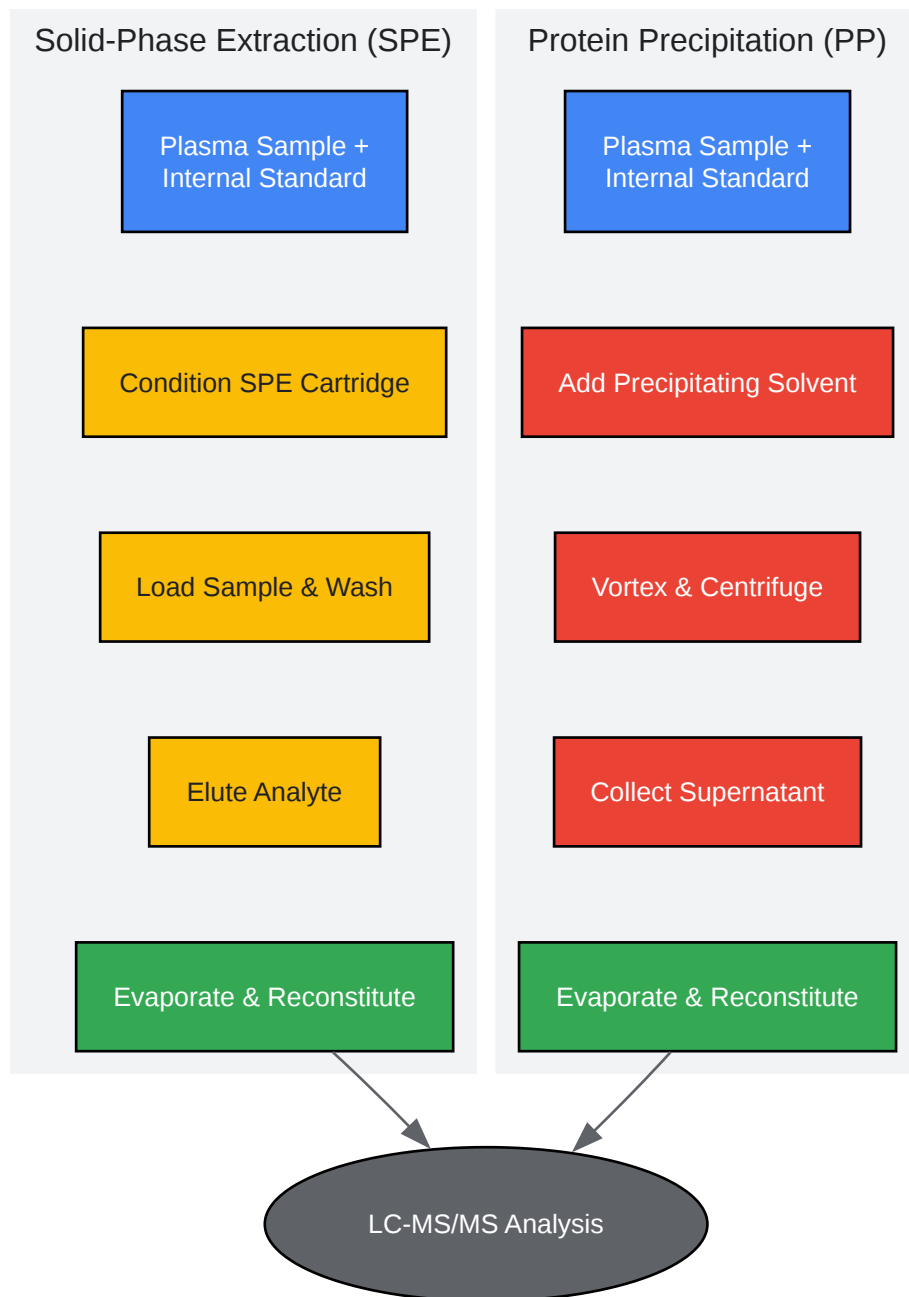 Solid-Phase Extraction (SPE)
Plasma Sample +
Internal Standard
Condition SPE Cartridge
Load Sample & Wash
Elute Analyte
Evaporate & Reconstitute
Protein Precipitation (PP)
Plasma Sample +
Internal Standard
Add Precipitating Solvent
Vortex & Centrifuge
Collect Supernatant
Evaporate & Reconstitute
LC-MS/MS Analysis